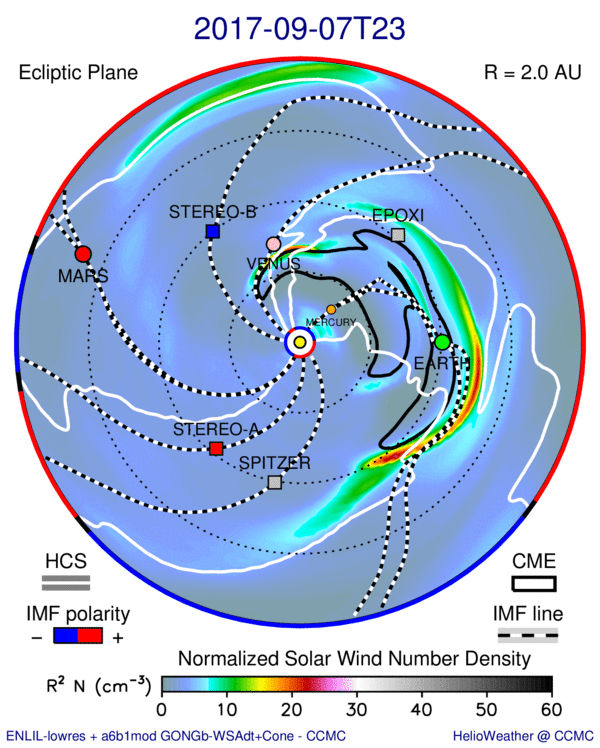 2017-09-07T23
Ecliptic Plane
R = 2.0 AU
STEREO-B
EPOXI
VENUS
MARS
MERCURY
EARTH
STEREO-A
SPITZER
HCS
CME
IMF polarity
− +
IMF line
Normalized Solar Wind Number Density
R² N (cm⁻³)
0 10 20 30 40 50 60
ENLIL-lowres + a6b1mod GONGb-WSAdt+Cone - CCMC
HelioWeather @ CCMC